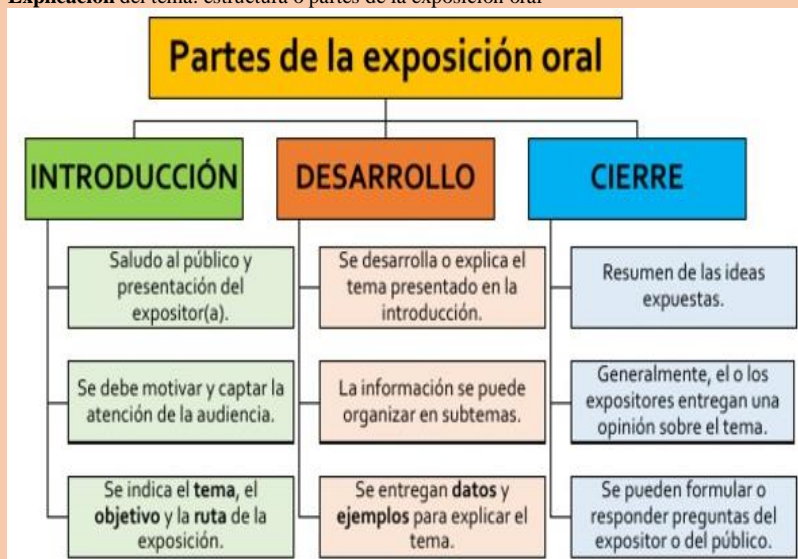 Explicación del tema: estructura o partes de la exposición oral
Partes de la exposición oral
INTRODUCCIÓN
Saludo al público y
presentación del
expositor(a).
Se debe motivar y captar la
atención de la audiencia.
Se indica el tema, el
objetivo y la ruta de la
exposición.
DESARROLLO
Se desarrolla o explica el
tema presentado en la
introducción.
La información se puede
organizar en subtemas.
Se entregan datos y
ejemplos para explicar el
tema.
CIERRE
Resumen de las ideas
expuestas.
Generalmente, el o los
expositores entregan una
opinión sobre el tema.
Se pueden formular o
responder preguntas del
expositor o del público.